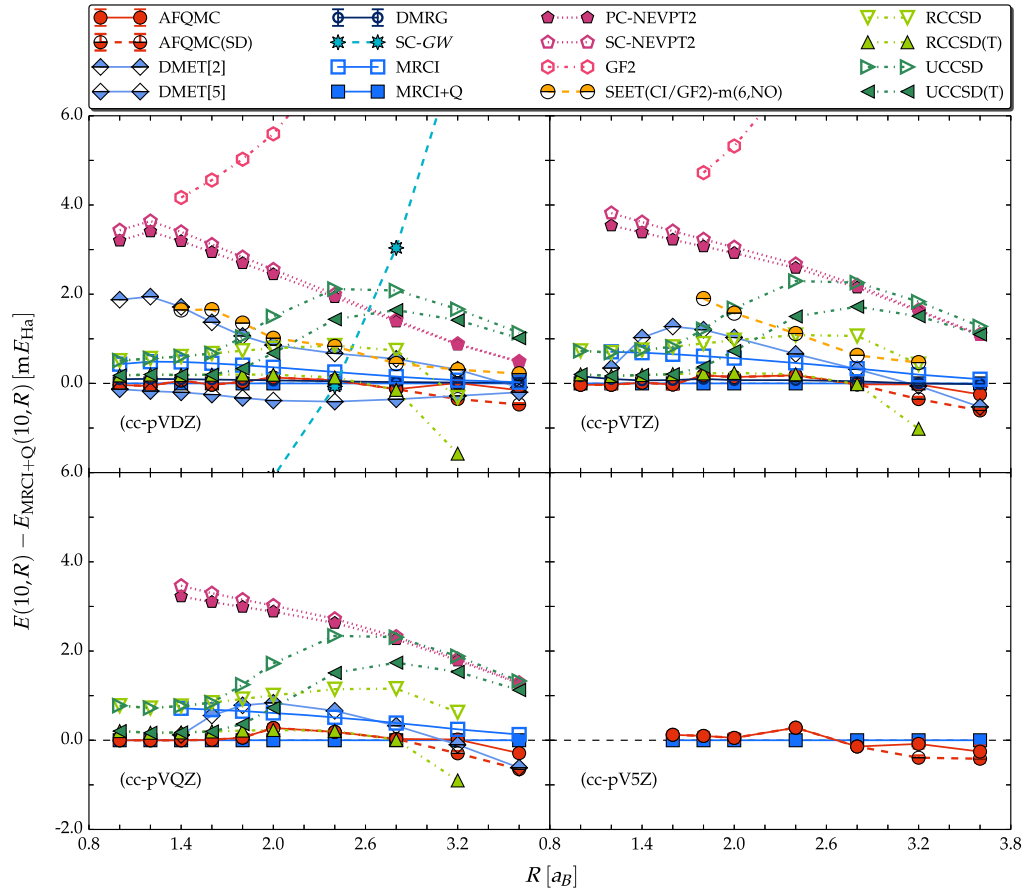 AFQMC DMRG PC-NEVPT2 RCCSD
AFQMC(SD) SC-GW SC-NEVPT2 RCCSD(T)
DMET[2] MRCI GF2 UCCSD
DMET[5] MRCI+Q SEET(CI/GF2)-m(6,NO) UCCSD(T)
6.0
4.0
2.0
0.0
(cc-pVDZ) (cc-pVTZ)
6.0
4.0
2.0
0.0
(cc-pVQZ) (cc-pV5Z)
-2.0
0.8 1.4 2.0 2.6 3.2 0.8 1.4 2.0 2.6 3.2 3.8
R [a_B]
E(10,R) − E_MRCI+Q(10,R) [mE_Ha]